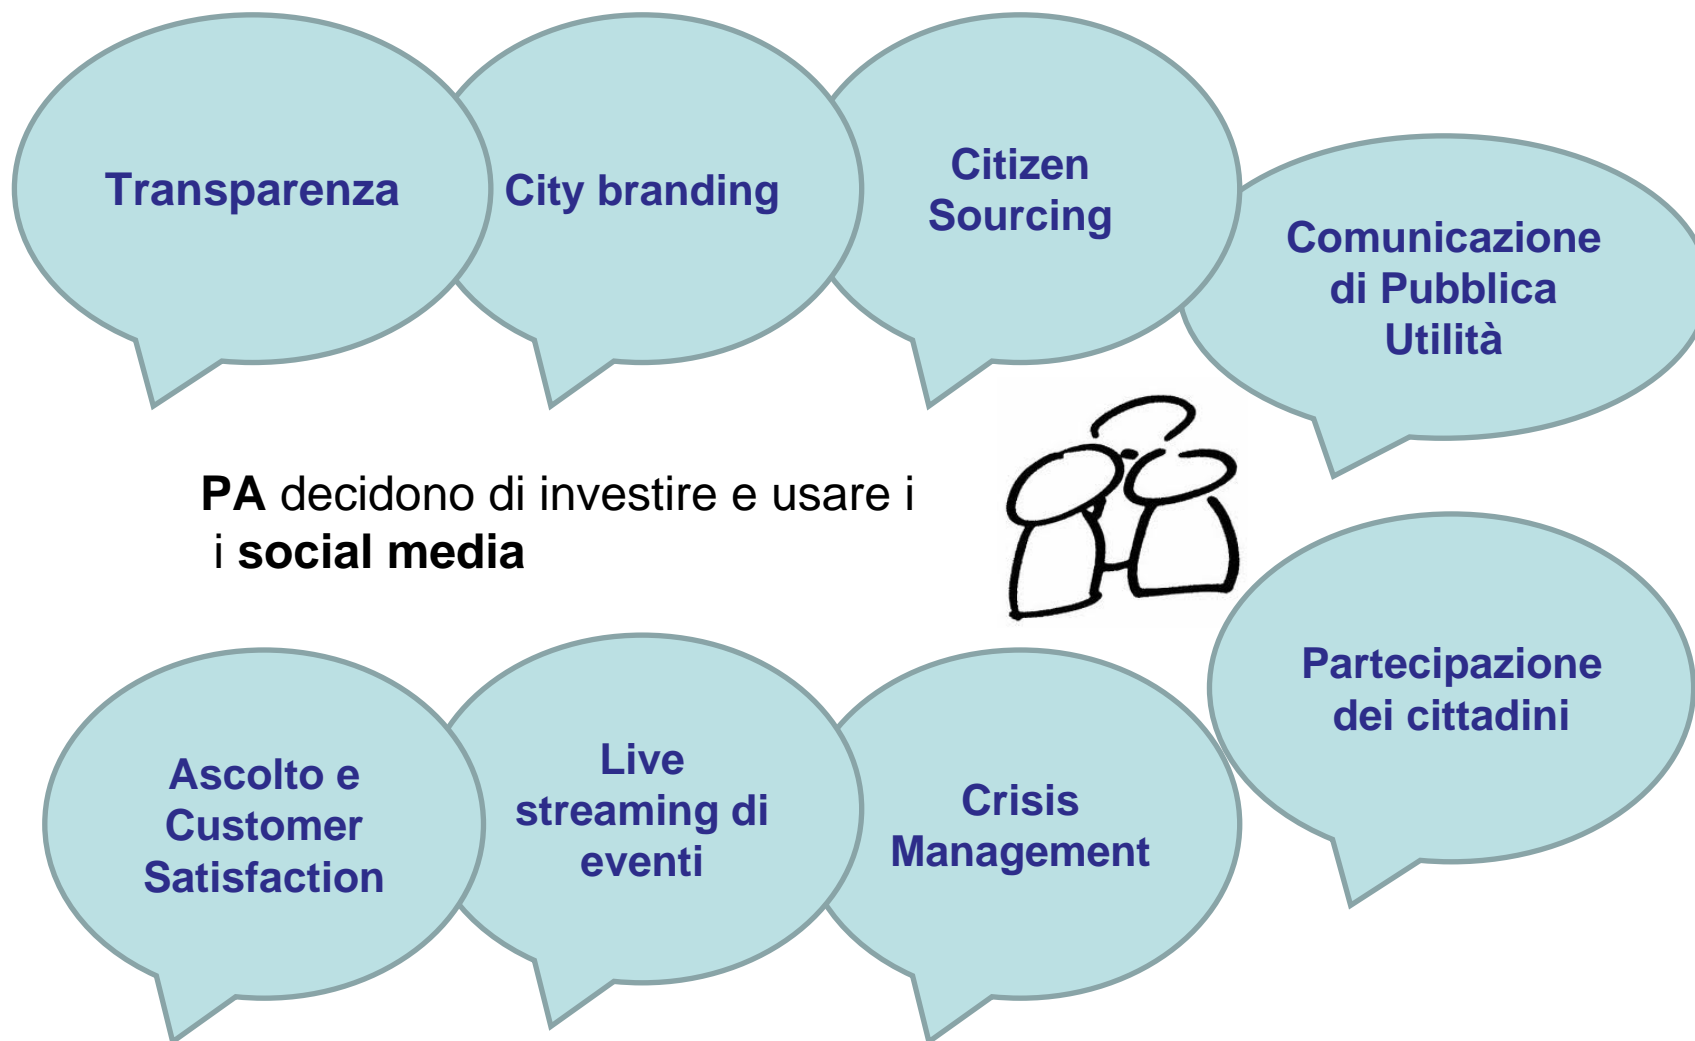 Transparenza
City branding
Citizen
Sourcing
Comunicazione
di Pubblica
Utilità
PA decidono di investire e usare i
i social media
Partecipazione
dei cittadini
Ascolto e
Customer
Satisfaction
Live
streaming di
eventi
Crisis
Management